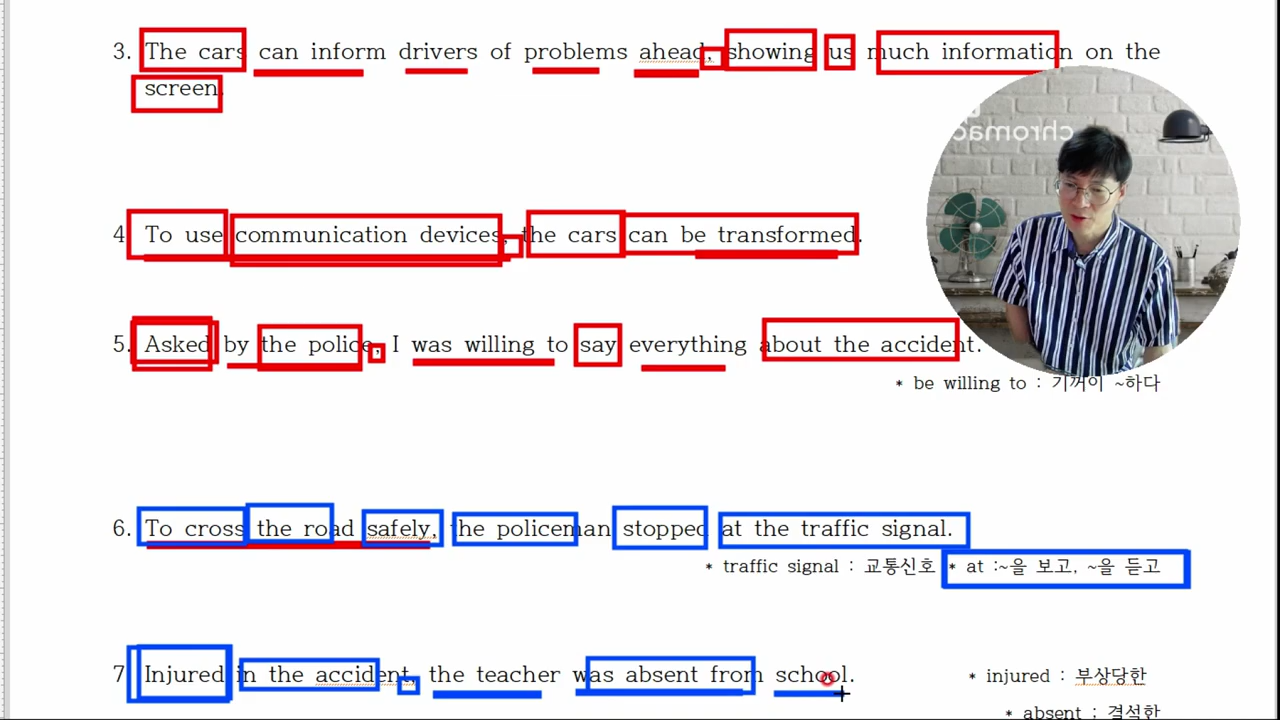 3. The cars can inform drivers of problems ahead, showing us much information on the
screen.
chromac
4. To use communication devices, the cars can be transformed.
5. Asked by the police, I was willing to say everything about the accident.
* be willing to : 기꺼이 ~하다
6. To cross the road safely, the policeman stopped at the traffic signal.
* traffic signal : 교통신호 * at :~을 보고, ~을 듣고
7. Injured in the accident, the teacher was absent from school. * injured : 부상당한
* absent : 결석한